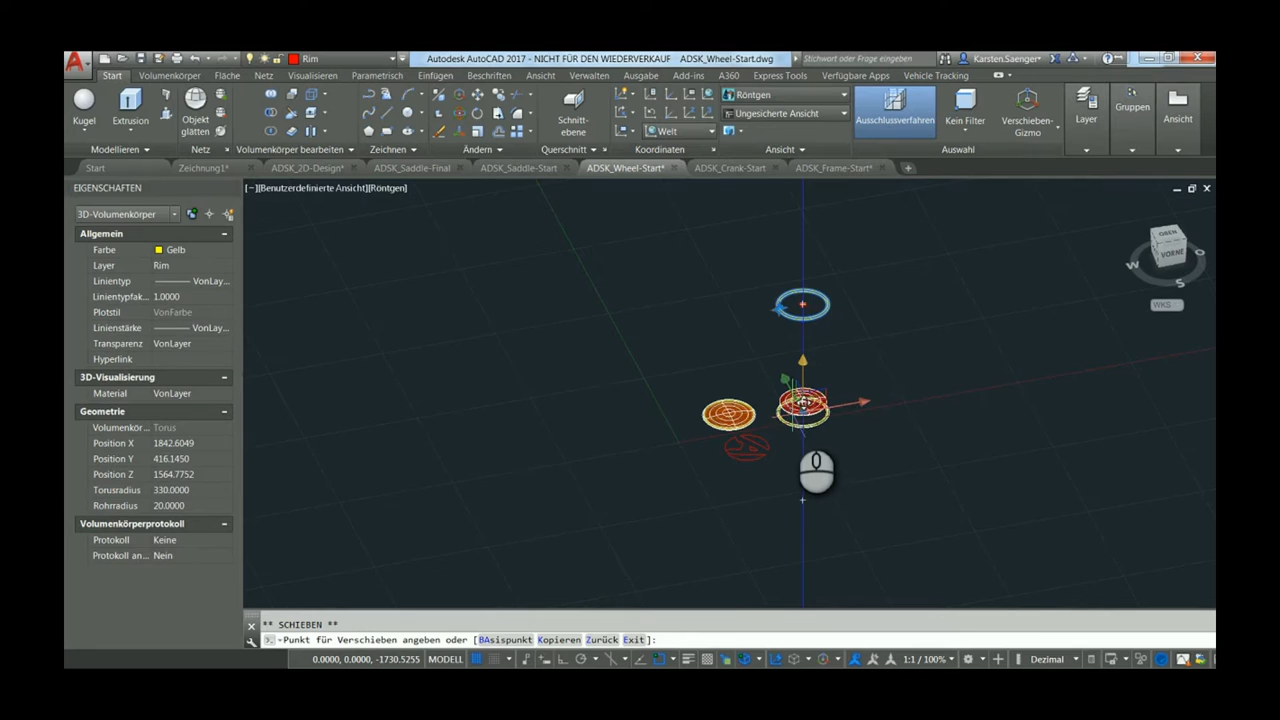 Rim
Autodesk AutoCAD 2017 - NICHT FÜR DEN WIEDERVERKAUF ADSK_Wheel-Start.dwg
Stichwort oder Frage eingeben
Karsten.Saenger
Start Volumenkörper Fläche Netz Visualisieren Parametrisch Einfügen Beschriften Ansicht Verwalten Ausgabe Add-ins A360 Express Tools Verfügbare Apps Vehicle Tracking
Kugel
Extrusion
Objekt
glätten
Schnitt-
ebene
Röntgen
Ungesicherte Ansicht
Welt
Ausschlussverfahren
Kein Filter
Verschieben-
Gizmo
Layer
Gruppen
Ansicht
Modellieren Netz Volumenkörper bearbeiten Zeichnen Ändern Querschnitt Koordinaten Ansicht Auswahl
Start Zeichnung1* ADSK_2D-Design* ADSK_Saddle-Final ADSK_Saddle-Start ADSK_Wheel-Start* ADSK_Crank-Start ADSK_Frame-Start*
EIGENSCHAFTEN
[−][Benutzerdefinierte Ansicht][Röntgen]
3D-Volumenkörper
Allgemein
Farbe Gelb
Layer Rim
Linientyp VonLay...
Linientypfak... 1.0000
Plotstil VonFarbe
Linienstärke VonLay...
Transparenz VonLayer
Hyperlink
3D-Visualisierung
Material VonLayer
Geometrie
Volumenkör... Torus
Position X 1842.6049
Position Y 416.1450
Position Z 1564.7752
Torusradius 330.0000
Rohrradius 20.0000
Volumenkörperprotokoll
Protokoll Keine
Protokoll an... Nein
OBEN
VORNE
W
O
S
WKS
** SCHIEBEN **
Punkt für Verschieben angeben oder [BAsispunkt Kopieren Zurück Exit]:
0.0000, 0.0000, -1730.5255 MODELL
1:1 / 100%
Dezimal